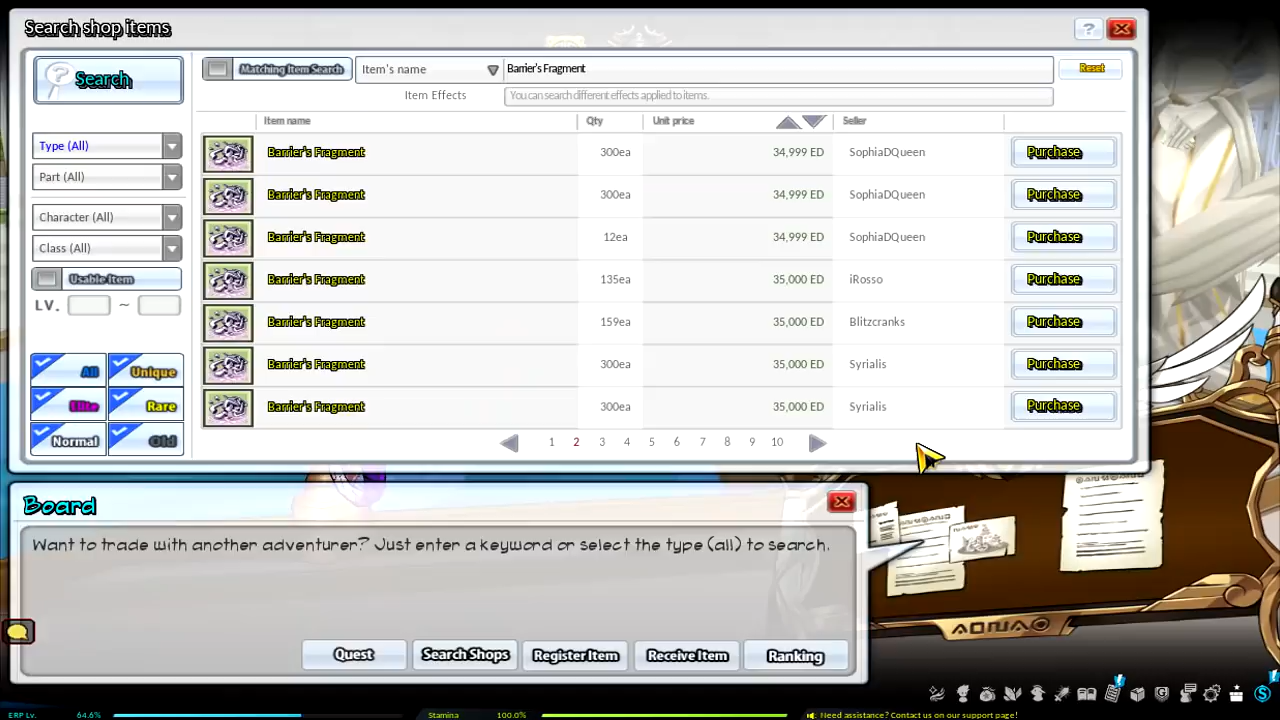 Search shop items
?
Search
Matching Item Search
Item's name
Barrier's Fragment
Reset
Item Effects
You can search different effects applied to items.
Type (All)
Part (All)
Character (All)
Class (All)
Usable Item
LV. ~
All
Unique
Elite
Rare
Normal
Old
Item name Qty Unit price Seller
Barrier's Fragment 300ea 34,999 ED SophiaDQueen Purchase
Barrier's Fragment 300ea 34,999 ED SophiaDQueen Purchase
Barrier's Fragment 12ea 34,999 ED SophiaDQueen Purchase
Barrier's Fragment 135ea 35,000 ED iRosso Purchase
Barrier's Fragment 159ea 35,000 ED Blitzcranks Purchase
Barrier's Fragment 300ea 35,000 ED Syrialis Purchase
Barrier's Fragment 300ea 35,000 ED Syrialis Purchase
1 2 3 4 5 6 7 8 9 10
Board
Want to trade with another adventurer? Just enter a keyword or select the type (all) to search.
Quest
Search Shops
Register Item
Receive Item
Ranking
ERP Lv. 64.6% Stamina 100.0% Need assistance? Contact us on our support page!